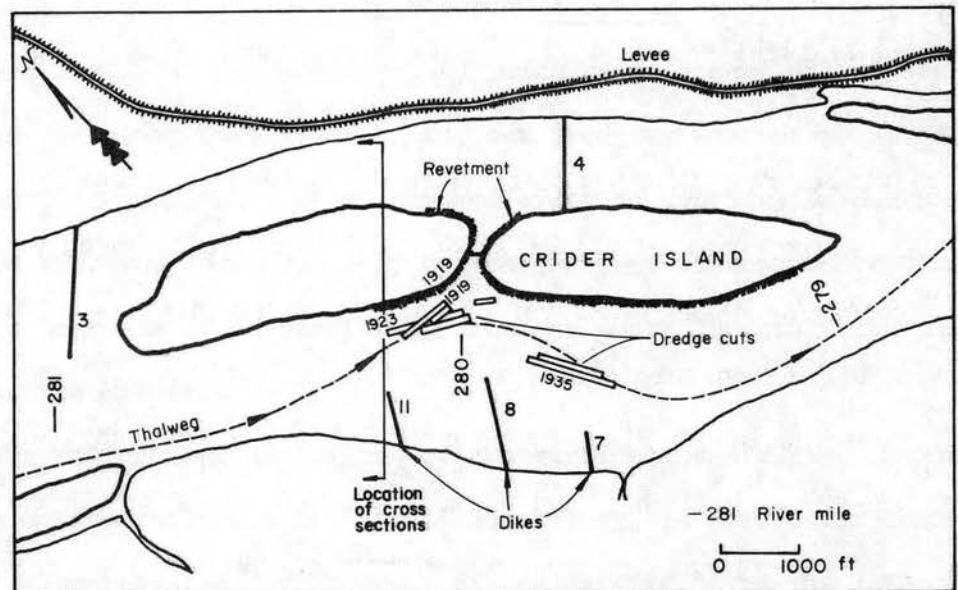 Levee
N
Revetment
4
CRIDER ISLAND
1919
1919
1923
3
279
Dredge cuts
280
1935
281
Thalweg
11
8
7
Location
of cross
sections
Dikes
—281 River mile
0 1000 ft